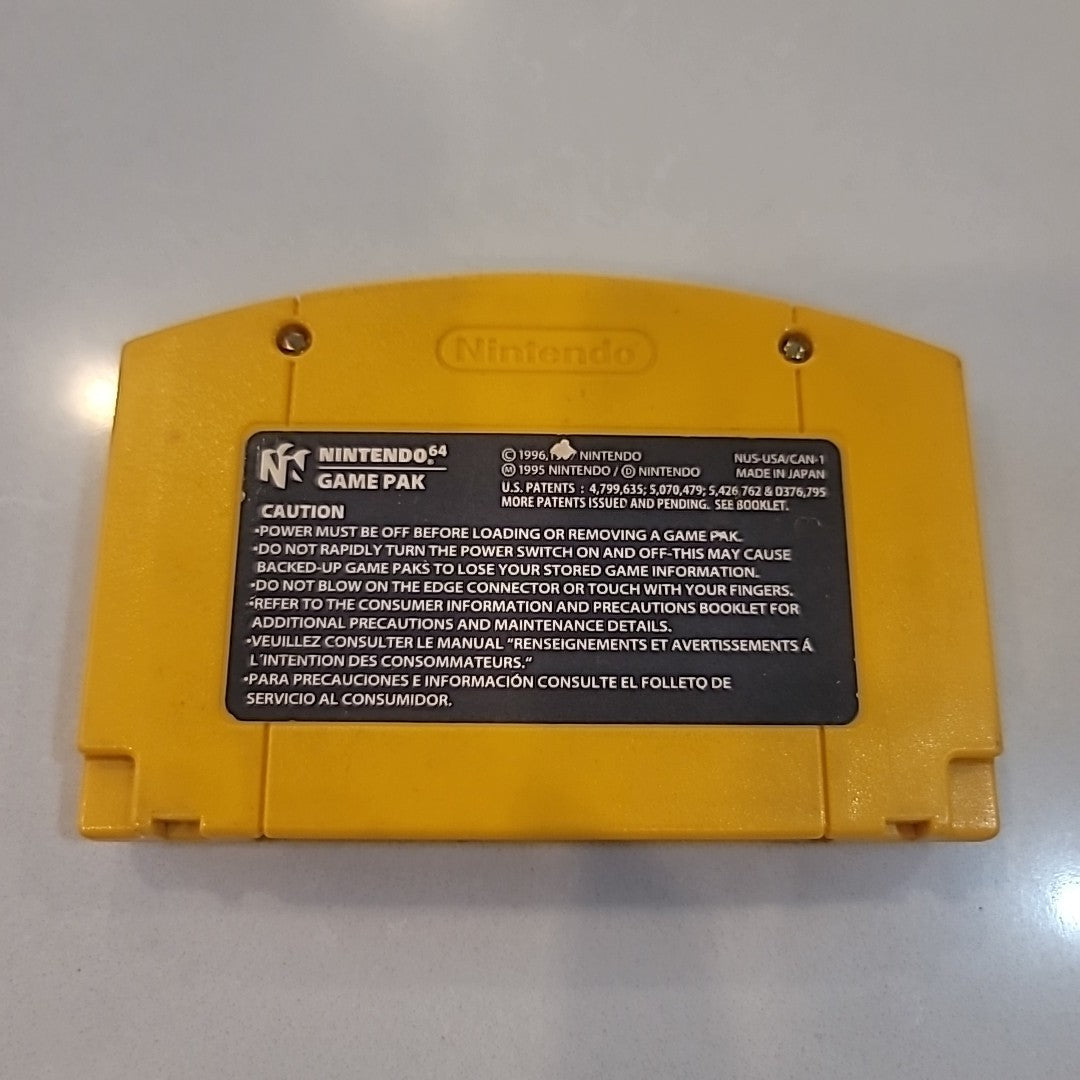 Nintendo
NINTENDO 64
GAME PAK
© 1996, NINTENDO
Ⓜ 1995 NINTENDO / Ⓓ NINTENDO
NUS-USA/CAN-1
MADE IN JAPAN
U.S. PATENTS : 4,799,635; 5,070,479; 5,426,762 & D376,795
MORE PATENTS ISSUED AND PENDING. SEE BOOKLET.
CAUTION
•POWER MUST BE OFF BEFORE LOADING OR REMOVING A GAME PAK.
•DO NOT RAPIDLY TURN THE POWER SWITCH ON AND OFF-THIS MAY CAUSE
BACKED-UP GAME PAKS TO LOSE YOUR STORED GAME INFORMATION.
•DO NOT BLOW ON THE EDGE CONNECTOR OR TOUCH WITH YOUR FINGERS.
•REFER TO THE CONSUMER INFORMATION AND PRECAUTIONS BOOKLET FOR
ADDITIONAL PRECAUTIONS AND MAINTENANCE DETAILS.
•VEUILLEZ CONSULTER LE MANUAL "RENSEIGNEMENTS ET AVERTISSEMENTS Á
L'INTENTION DES CONSOMMATEURS."
•PARA PRECAUCIONES E INFORMACIÓN CONSULTE EL FOLLETO DE
SERVICIO AL CONSUMIDOR.